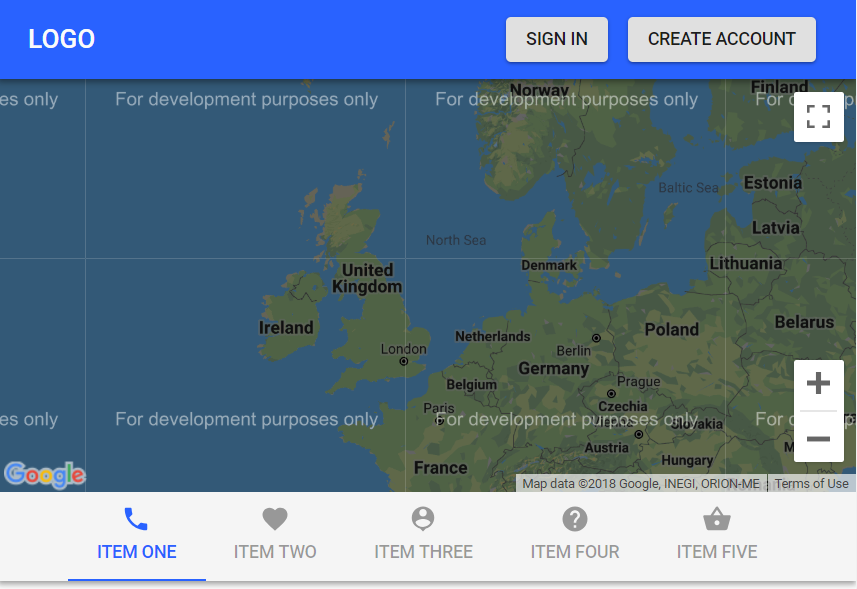 LOGO
SIGN IN
CREATE ACCOUNT
es only
For development purposes only
For development purposes only
Norway
Finland
Baltic Sea
Estonia
North Sea
Latvia
Denmark
Lithuania
United
Kingdom
Ireland
Netherlands
Poland
Belarus
London
Berlin
Germany
Belgium
Prague
Paris
Czechia
es only
For development purposes only
For development purposes only
Slovakia
Austria
Hungary
France
Google
Map data ©2018 Google, INEGI, ORION-ME
Terms of Use
ITEM ONE
ITEM TWO
ITEM THREE
ITEM FOUR
ITEM FIVE